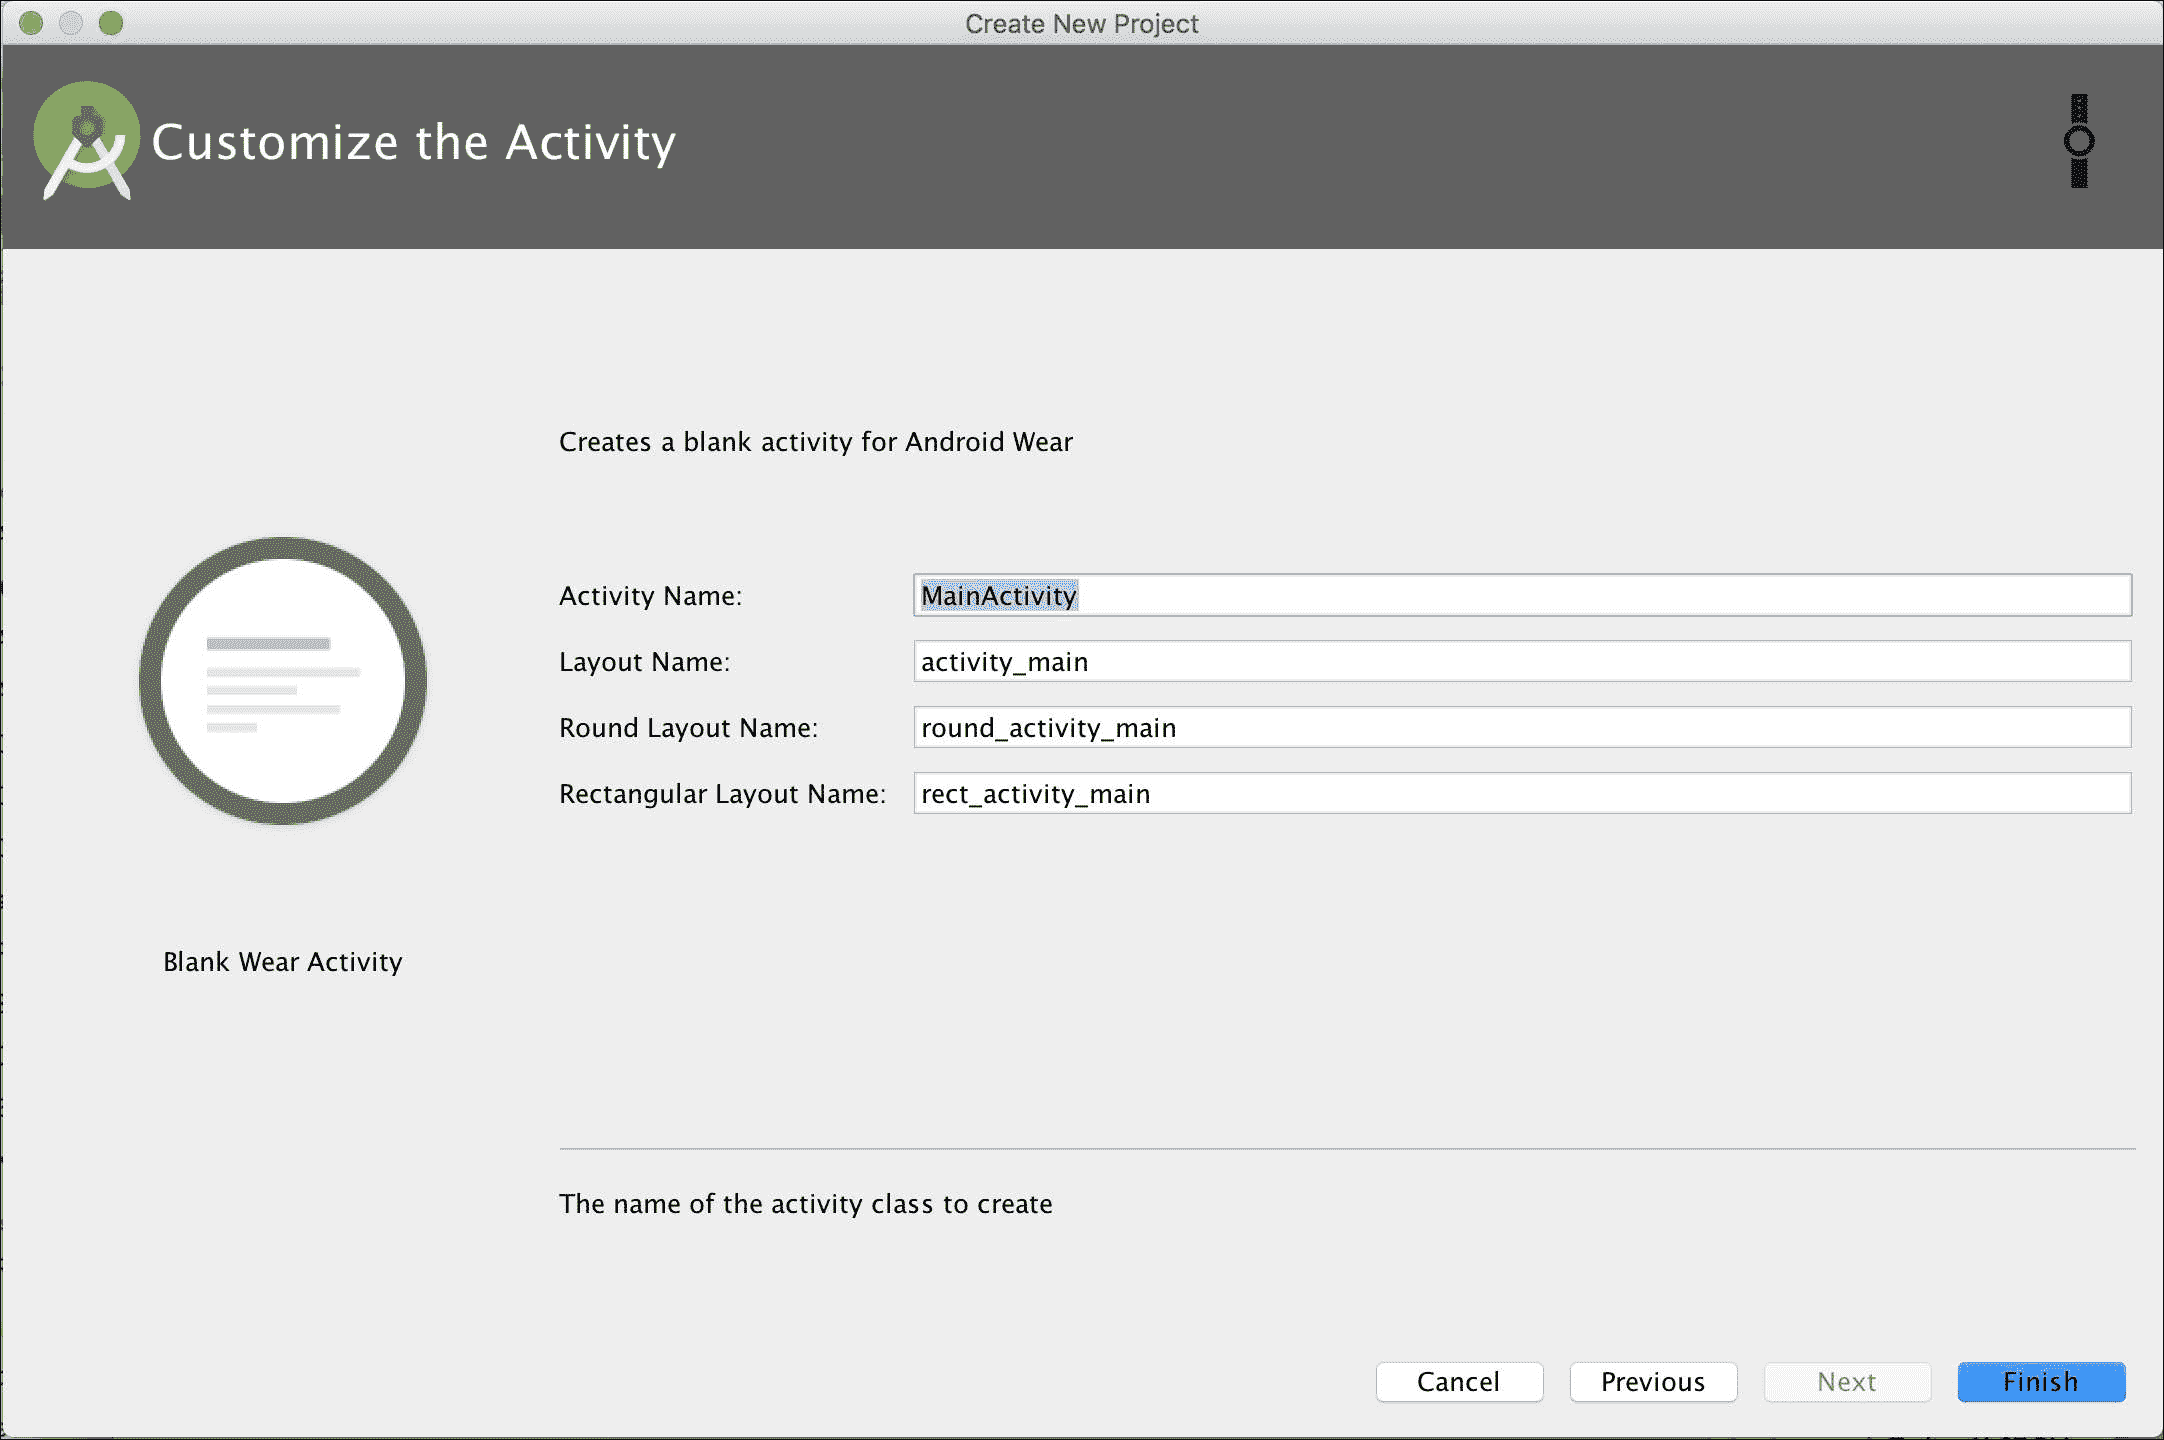 Create New Project
Customize the Activity
Creates a blank activity for Android Wear
Activity Name: MainActivity
Layout Name: activity_main
Round Layout Name: round_activity_main
Rectangular Layout Name: rect_activity_main
Blank Wear Activity
The name of the activity class to create
Cancel Previous Next Finish